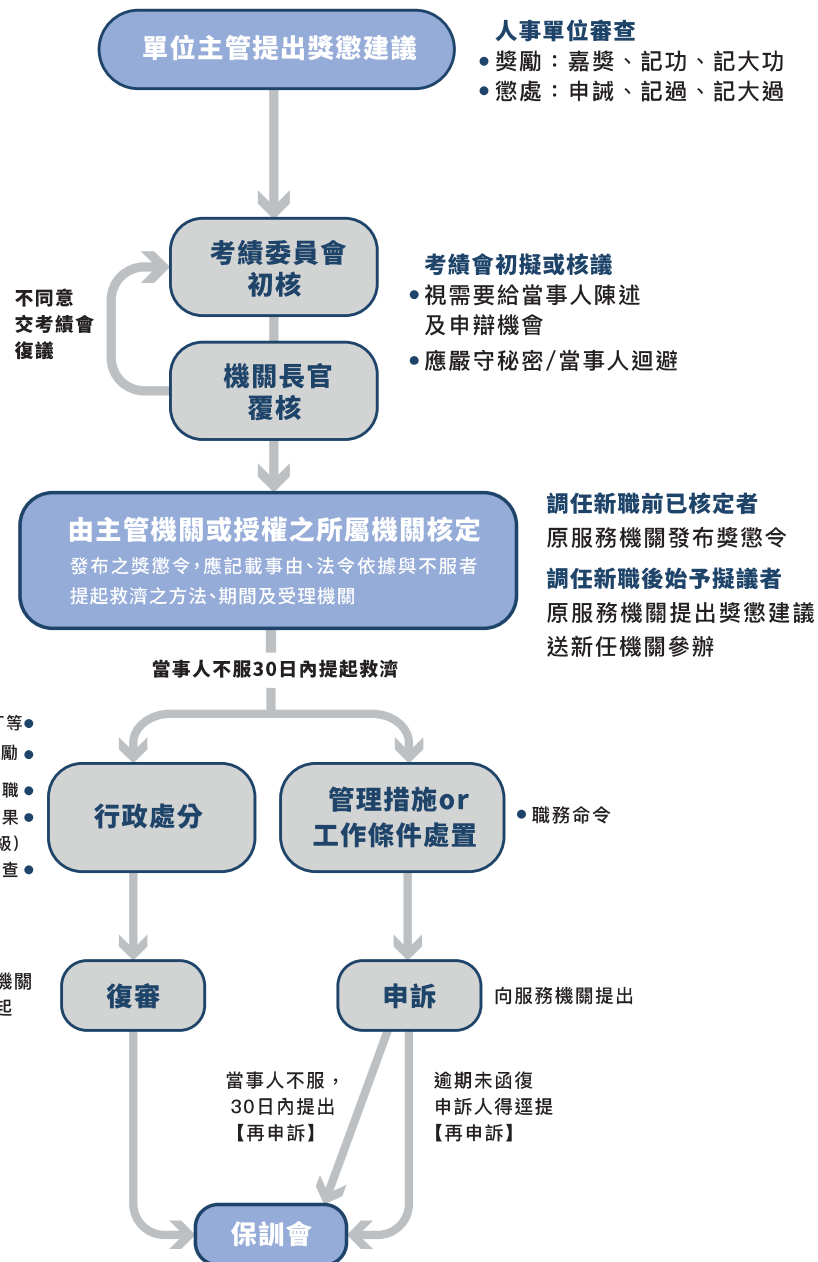 單位主管提出獎懲建議
人事單位審查
•獎勵：嘉獎、記功、記大功
•懲處：申誡、記過、記大過
考績委員會
初核
不同意
交考績會
復議
考績會初擬或核議
•視需要給當事人陳述
及申辯機會
•應嚴守秘密/當事人迴避
機關長官
覆核
由主管機關或授權之所屬機關核定
發布之獎懲令，應記載事由、法令依據與不服者
提起救濟之方法、期間及受理機關
調任新職前已核定者
原服務機關發布獎懲令
調任新職後始予擬議者
原服務機關提出獎懲建議
送新任機關參辦
當事人不服30日內提起救濟
等•
勵•
職•
果•
級）
查•
行政處分
管理措施or
工作條件處置
•職務命令
機關
起
復審
申訴
向服務機關提出
當事人不服，
30日內提出
【再申訴】
逾期未函復
申訴人得逕提
【再申訴】
保訓會